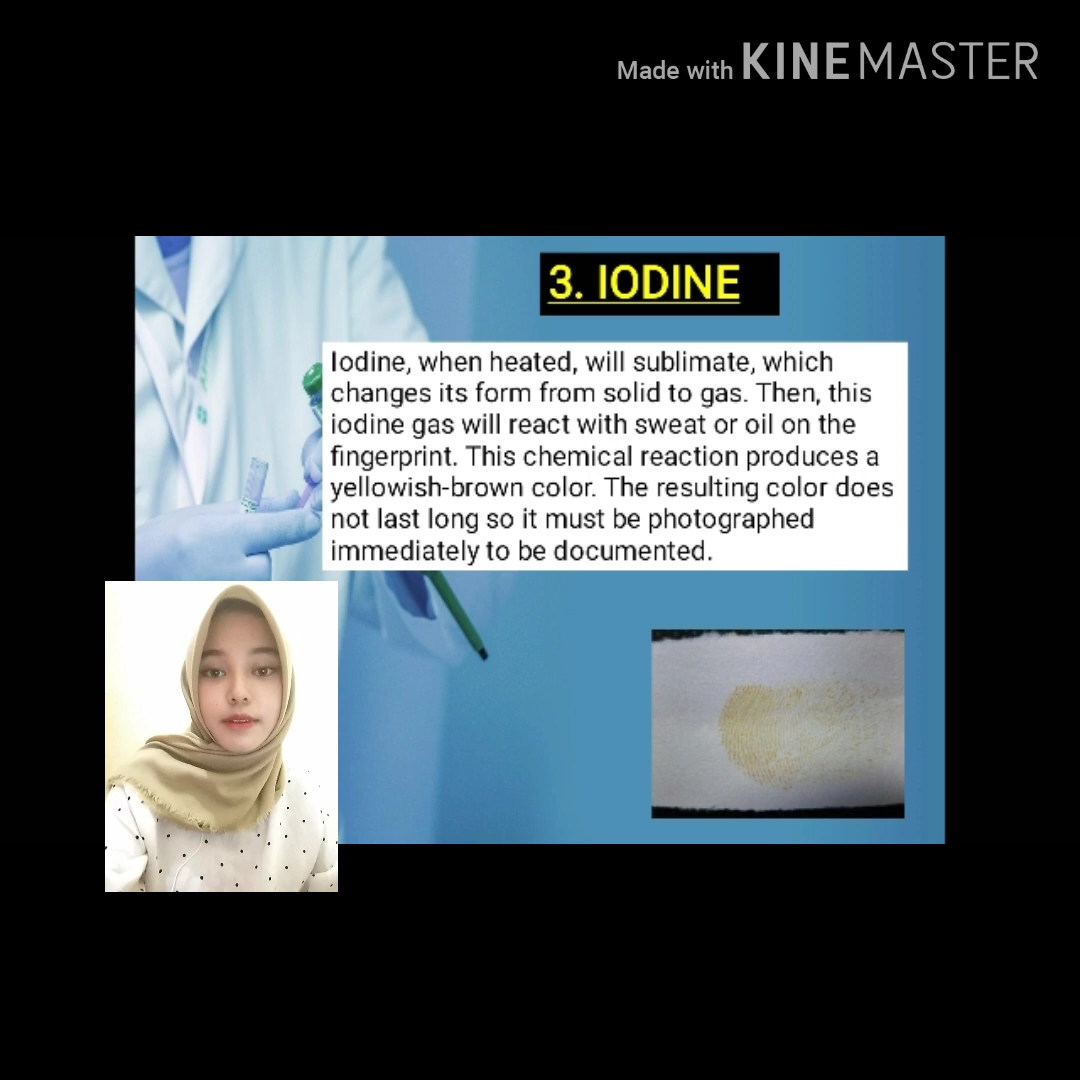 Made with KINEMASTER
3. IODINE
Iodine, when heated, will sublimate, which
changes its form from solid to gas. Then, this
iodine gas will react with sweat or oil on the
fingerprint. This chemical reaction produces a
yellowish-brown color. The resulting color does
not last long so it must be photographed
immediately to be documented.